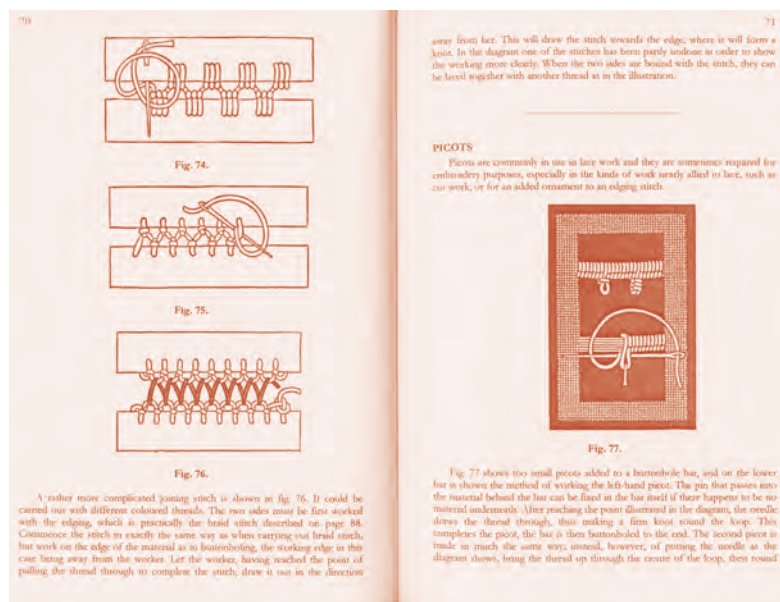 70
Fig. 74.
Fig. 75.
Fig. 76.
A rather more complicated joining stitch is shown in fig. 76. It could be
carried out with different coloured threads. The two sides must be first worked
with the edging, which is practically the braid stitch described on page 88.
Commence the stitch in exactly the same way as when carrying out braid stitch,
but work on the edge of the material as in buttonholing, the working edge in this
case being away from the worker. Let the worker, having reached the point of
pulling the thread through to complete the stitch, draw it out in the direction
71
away from her. This will draw the stitch towards the edge, where it will form a
knot. In the diagram one of the stitches has been partly undone in order to show
the working more clearly. When the two sides are bound with the stitch, they can
be laced together with another thread as in the illustration.
PICOTS
Picots are commonly in use in lace work and they are sometimes required for
embroidery purposes, especially in the kinds of work nearly allied to lace, such as
cut work, or for an added ornament to an edging stitch.
Fig. 77.
Fig 77 shows two small picots added to a buttonhole bar, and on the lower
bar is shown the method of working the left-hand picot. The pin that passes into
the material behind the bar can be fixed in the bar itself if there happens to be no
material underneath. After reaching the point illustrated in the diagram, the needle
draws the thread through, thus making a firm knot round the loop. This
completes the picot, the bar is then buttonholed to the end. The second picot is
made in much the same way; instead, however, of putting the needle as the
diagram shows, bring the thread up through the centre of the loop, then round